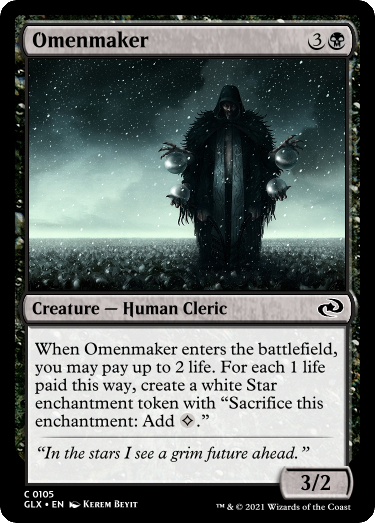 Omenmaker 3
Creature — Human Cleric
When Omenmaker enters the battlefield,
you may pay up to 2 life. For each 1 life
paid this way, create a white Star
enchantment token with “Sacrifice this
enchantment: Add .”
“In the stars I see a grim future ahead.”
3/2
C 0105
GLX • EN Kerem Beyit
™ & © 2021 Wizards of the Coast